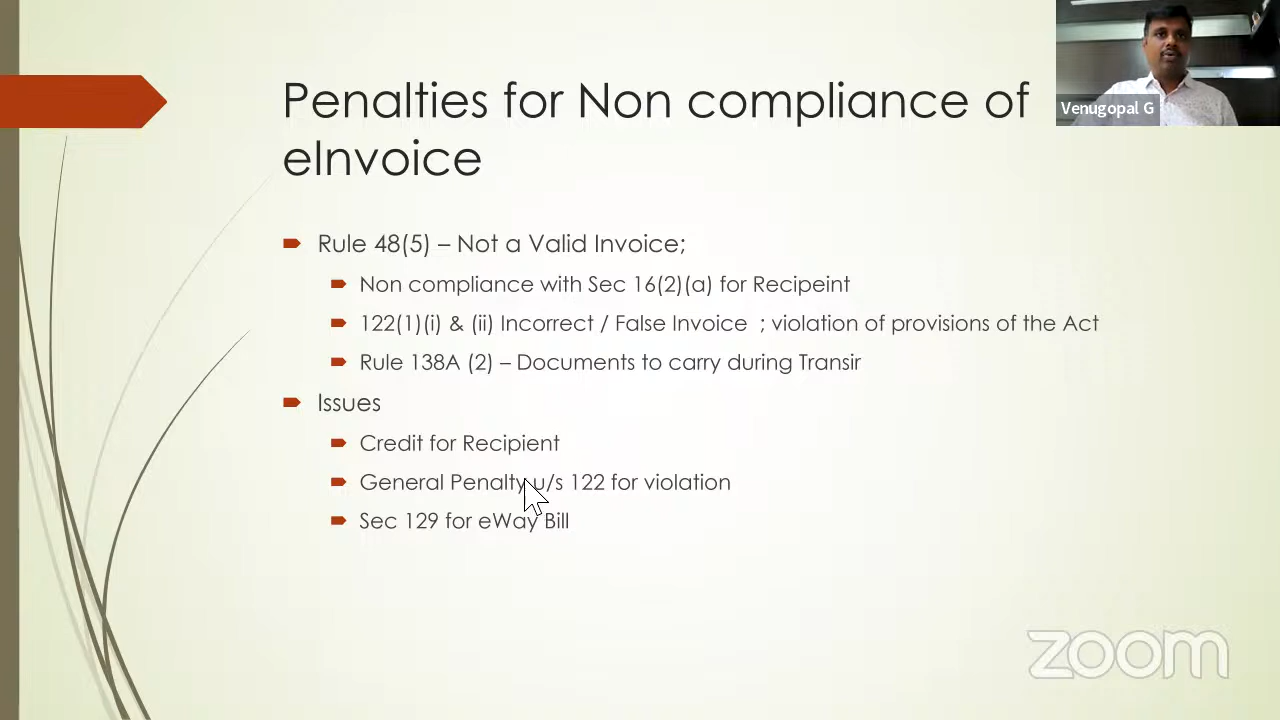 Penalties for Non compliance of
eInvoice
Venugopal G
Rule 48(5) – Not a Valid Invoice;
Non compliance with Sec 16(2)(a) for Recipeint
122(1)(i) & (ii) Incorrect / False Invoice ; violation of provisions of the Act
Rule 138A (2) – Documents to carry during Transir
Issues
Credit for Recipient
General Penalty u/s 122 for violation
Sec 129 for eWay Bill
zoom